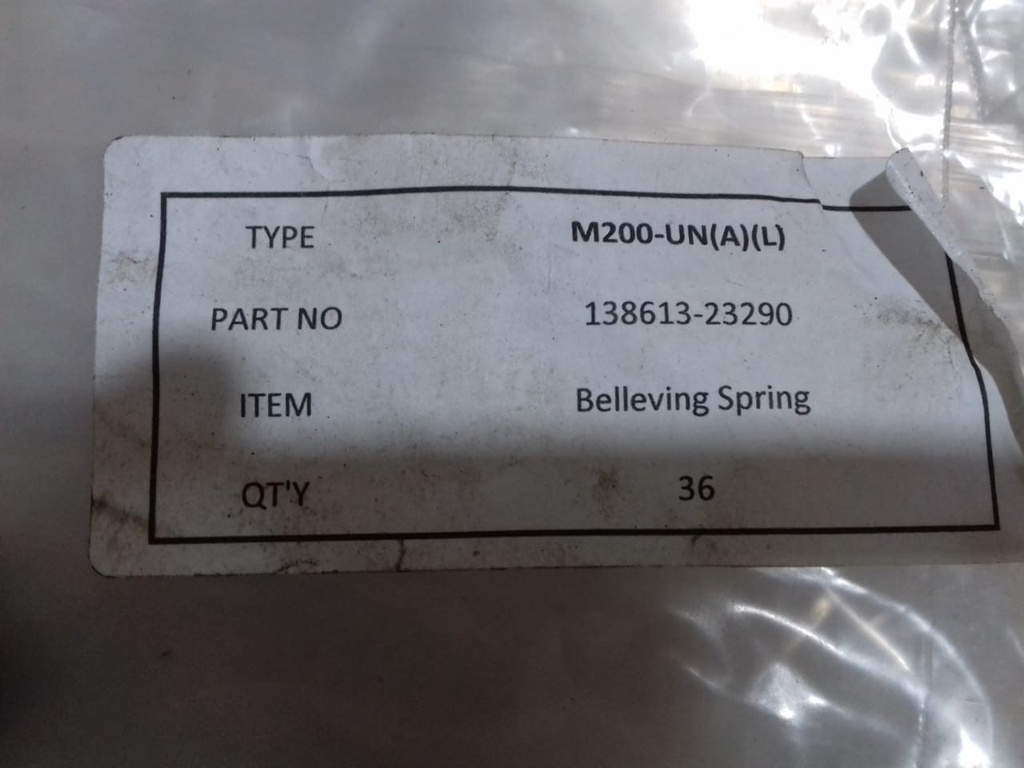 TYPE M200-UN(A)(L)
PART NO 138613-23290
ITEM Belleving Spring
QT'Y 36